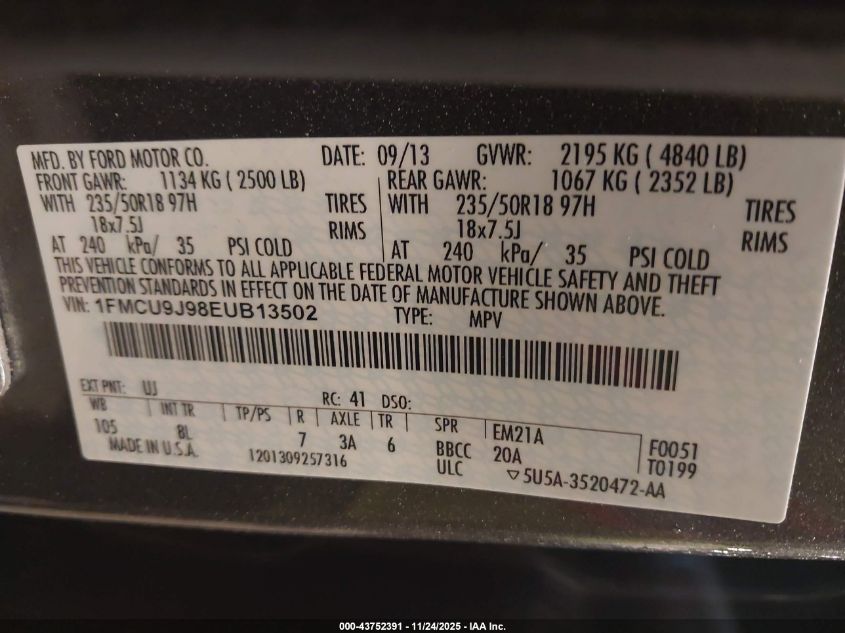 MFD. BY FORD MOTOR CO. DATE: 09/13 GVWR: 2195 KG ( 4840 LB)
FRONT GAWR: 1134 KG ( 2500 LB) REAR GAWR: 1067 KG ( 2352 LB)
WITH 235/50R18 97H TIRES WITH 235/50R18 97H TIRES
18x7.5J RIMS 18x7.5J RIMS
AT 240 kPa/ 35 PSI COLD AT 240 kPa/ 35 PSI COLD
THIS VEHICLE CONFORMS TO ALL APPLICABLE FEDERAL MOTOR VEHICLE SAFETY AND THEFT
PREVENTION STANDARDS IN EFFECT ON THE DATE OF MANUFACTURE SHOWN ABOVE.
VIN: 1FMCU9J98EUB13502 TYPE: MPV
EXT PNT: UJ RC: 41 DSO:
WB INT TR TP/PS R AXLE TR SPR EM21A F0051
105 8L 7 3A 6 BBCC 20A T0199
MADE IN U.S.A. 1201309257316 ULC ▽5U5A-3520472-AA
000-43752391 - 11/24/2025 - IAA Inc.